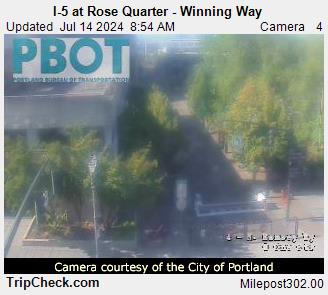 I-5 at Rose Quarter - Winning Way
Updated Jul 14 2024 8:54 AM Camera 4
PBOT
PORTLAND BUREAU OF TRANSPORTATION
Camera courtesy of the City of Portland
TripCheck.com Milepost302.00